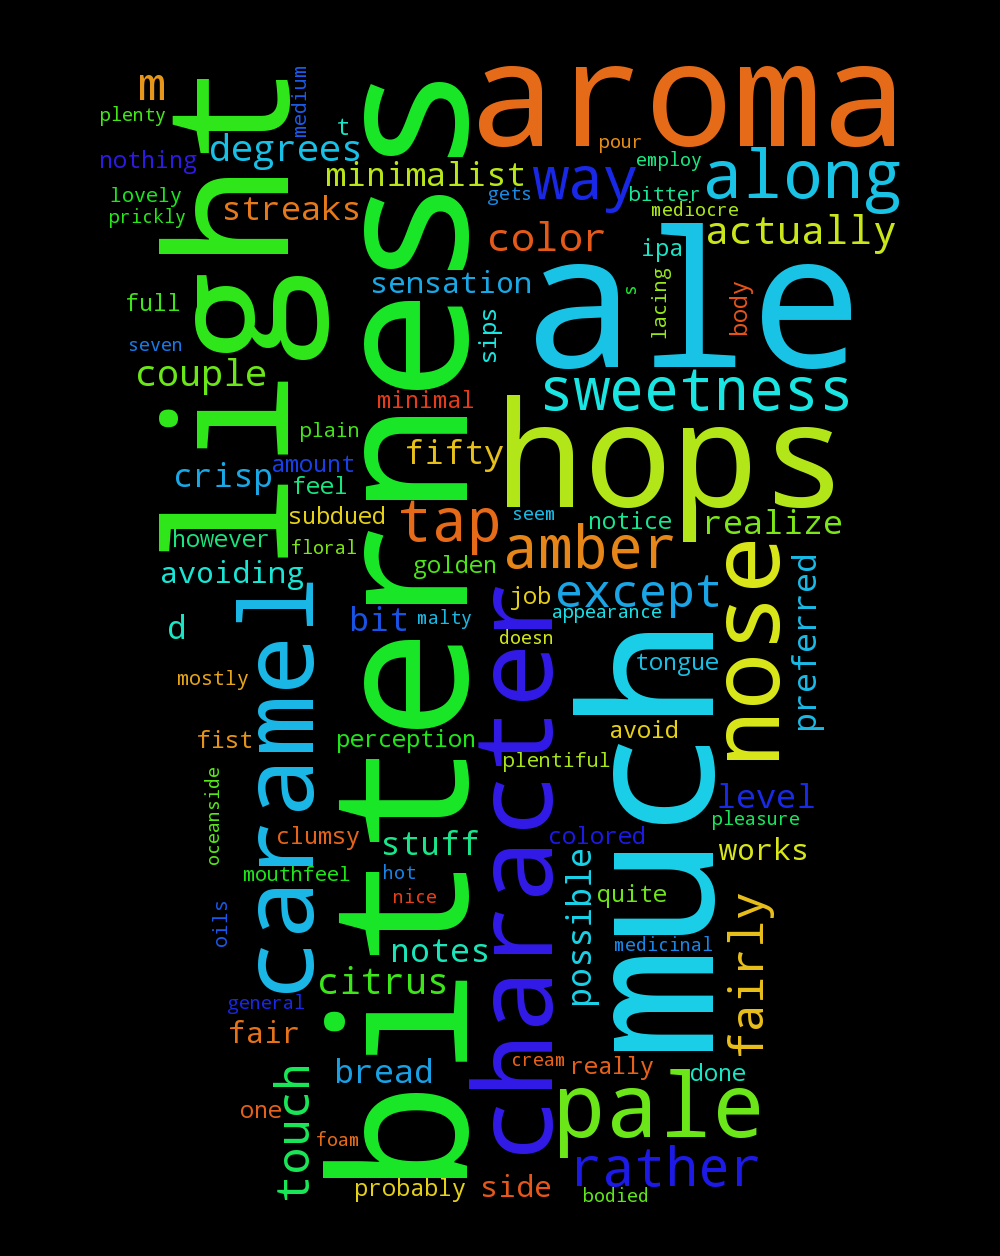 aroma
m
light
medium
bitterness
plenty
t
pour
degrees
nothing
minimalist
way
employ
along
gets
bitter
lovely
streaks
mediocre
prickly
color
actually
ipa
ale
sensation
s
lacing
body
full
sips
seven
couple
sweetness
minimal
hops
plain
fifty
crisp
amount
feel
subdued
tap
seem
notice
realize
however
floral
amber
nose
golden
avoiding
except
preferred
caramel
job
character
appearance
bit
malty
d
doesn
much
tongue
mostly
avoid
fist
perception
plentiful
oceanside
level
pleasure
clumsy
stuff
colored
works
mouthfeel
hot
possible
nice
quite
oils
notes
medicinal
fairly
citrus
general
fair
bread
cream
really
done
touch
pale
one
foam
rather
probably
side
bodied